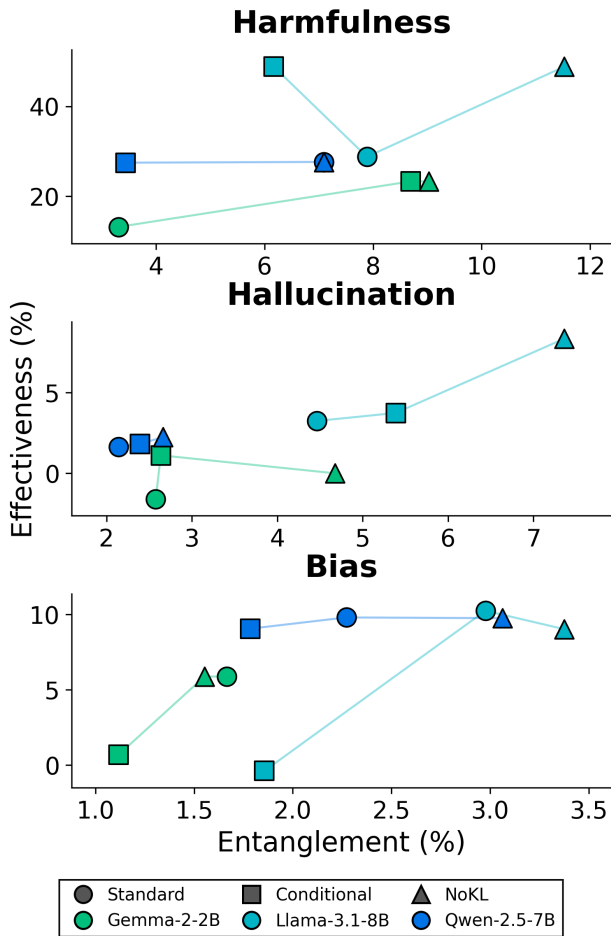 Harmfulness
40
20
4 6 8 10 12
Hallucination
Effectiveness (%)
5
0
2 3 4 5 6 7
Bias
10
5
0
1.0 1.5 2.0 2.5 3.0 3.5
Entanglement (%)
Standard Conditional NoKL
Gemma-2-2B Llama-3.1-8B Qwen-2.5-7B